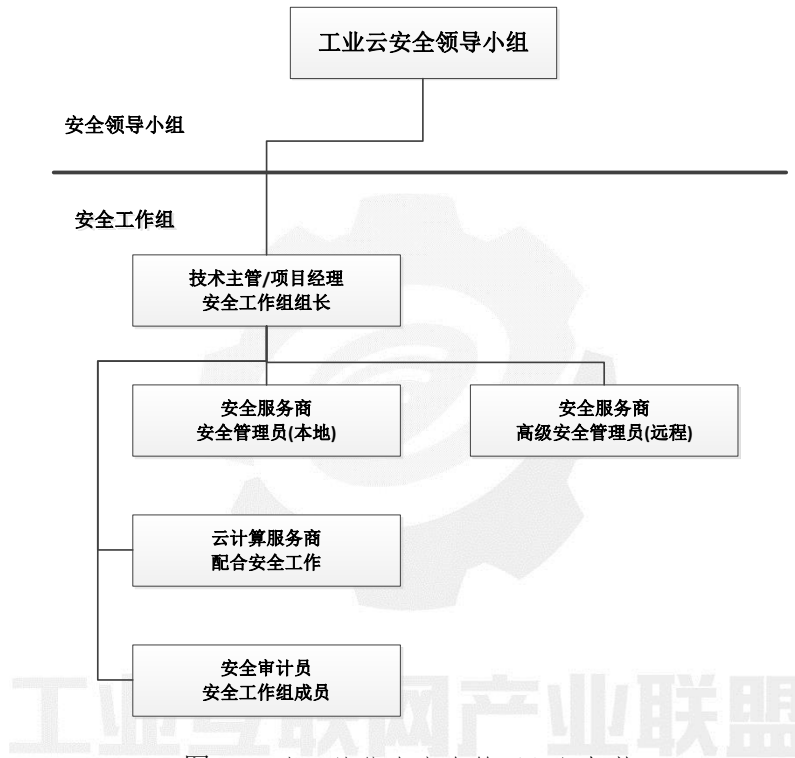 工业云安全领导小组
安全领导小组
安全工作组
技术主管/项目经理
安全工作组组长
安全服务商
安全管理员(本地)
安全服务商
高级安全管理员(远程)
云计算服务商
配合安全工作
安全审计员
安全工作组成员
工业互联网产业联盟
图